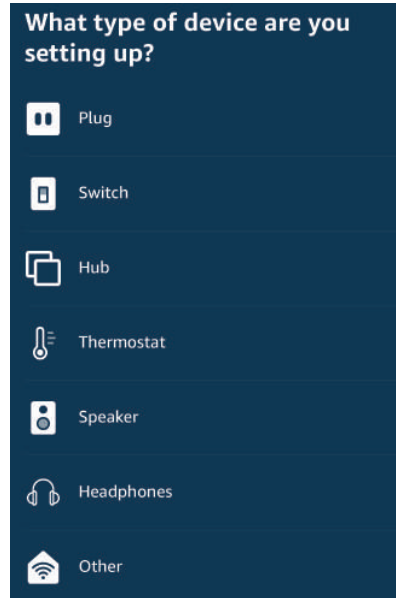 What type of device are you
setting up?
Plug
Switch
Hub
Thermostat
Speaker
Headphones
Other